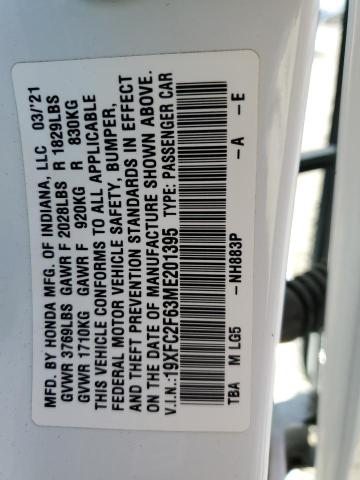 MFD. BY HONDA MFG. OF INDIANA, LLC 03/'21
GVWR 3769LBS GAWR F 2028LBS R 1829LBS
GVWR 1710KG GAWR F 920KG R 830KG
THIS VEHICLE CONFORMS TO ALL APPLICABLE
FEDERAL MOTOR VEHICLE SAFETY, BUMPER,
THEFT PREVENTION STANDARDS IN EFFECT
ON THE DATE OF MANUFACTURE SHOWN ABOVE.
V.I.N.:19XFC2F63ME201395 TYPE: PASSENGER CAR
TBA M LG5 -NH883P -A -E